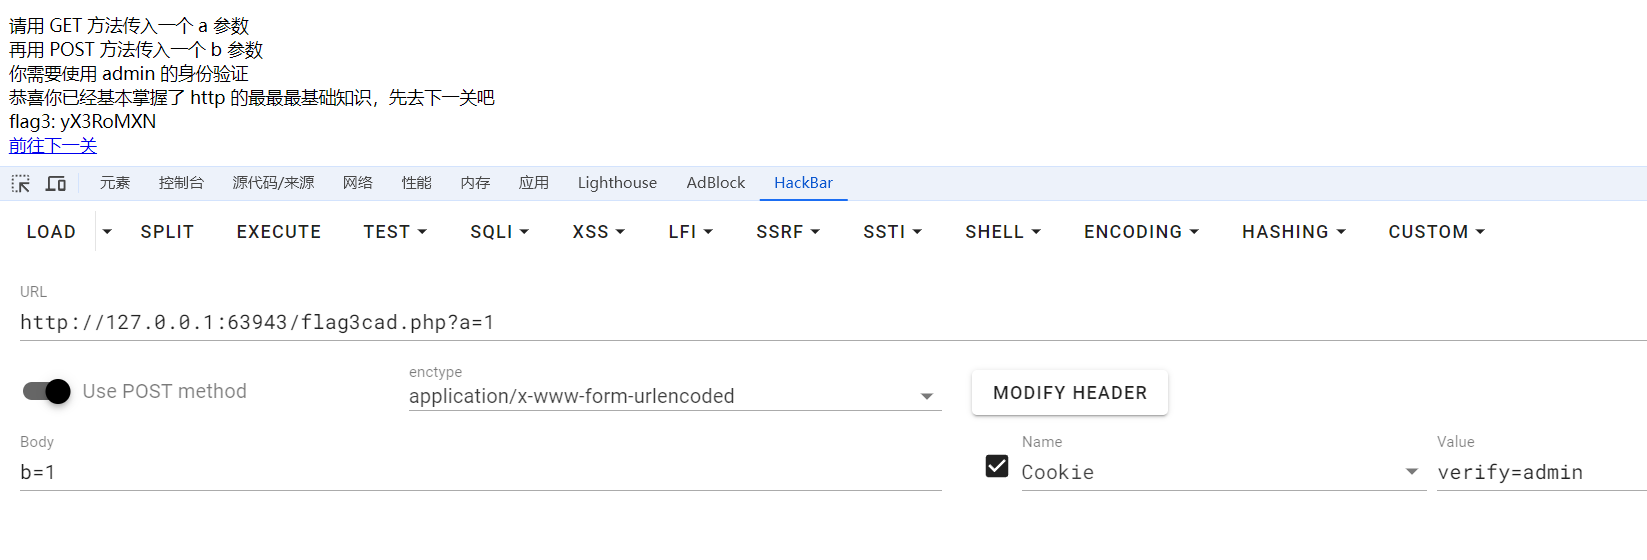 请用 GET 方法传入一个 a 参数
再用 POST 方法传入一个 b 参数
你需要使用 admin 的身份验证
恭喜你已经基本掌握了 http 的最最最基础知识，先去下一关吧
flag3: yX3RoMXN
前往下一关
元素 控制台 源代码/来源 网络 性能 内存 应用 Lighthouse AdBlock HackBar
LOAD SPLIT EXECUTE TEST SQLI XSS LFI SSRF SSTI SHELL ENCODING HASHING CUSTOM
URL
http://127.0.0.1:63943/flag3cad.php?a=1
Use POST method
enctype
application/x-www-form-urlencoded
MODIFY HEADER
Body
b=1
Name
Cookie
Value
verify=admin